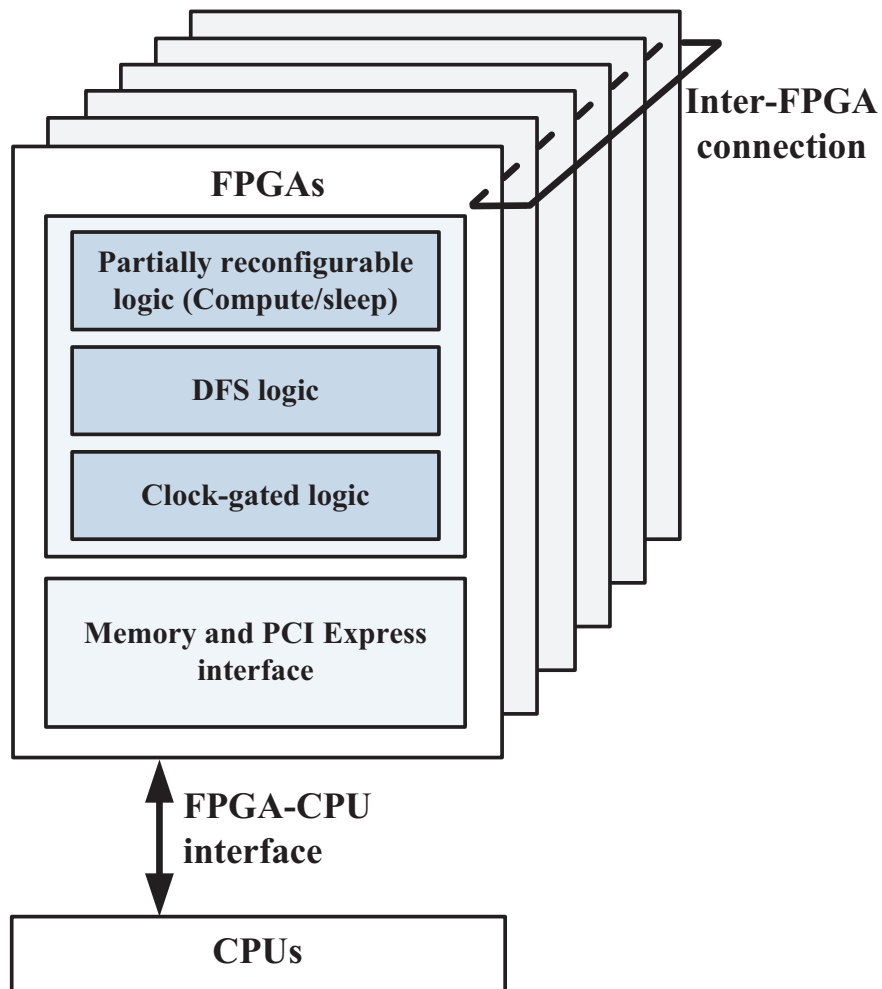 Inter-FPGA
connection
FPGAs
Partially reconfigurable
logic (Compute/sleep)
DFS logic
Clock-gated logic
Memory and PCI Express
interface
FPGA-CPU
interface
CPUs